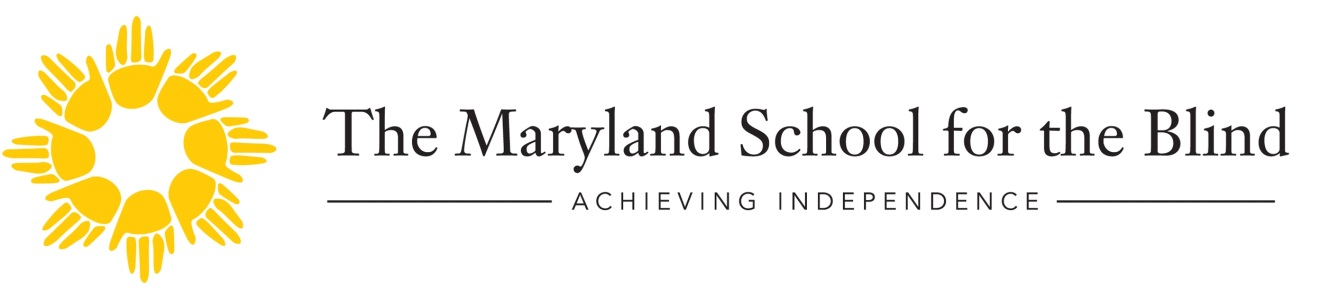 The Maryland School for the Blind
ACHIEVING INDEPENDENCE